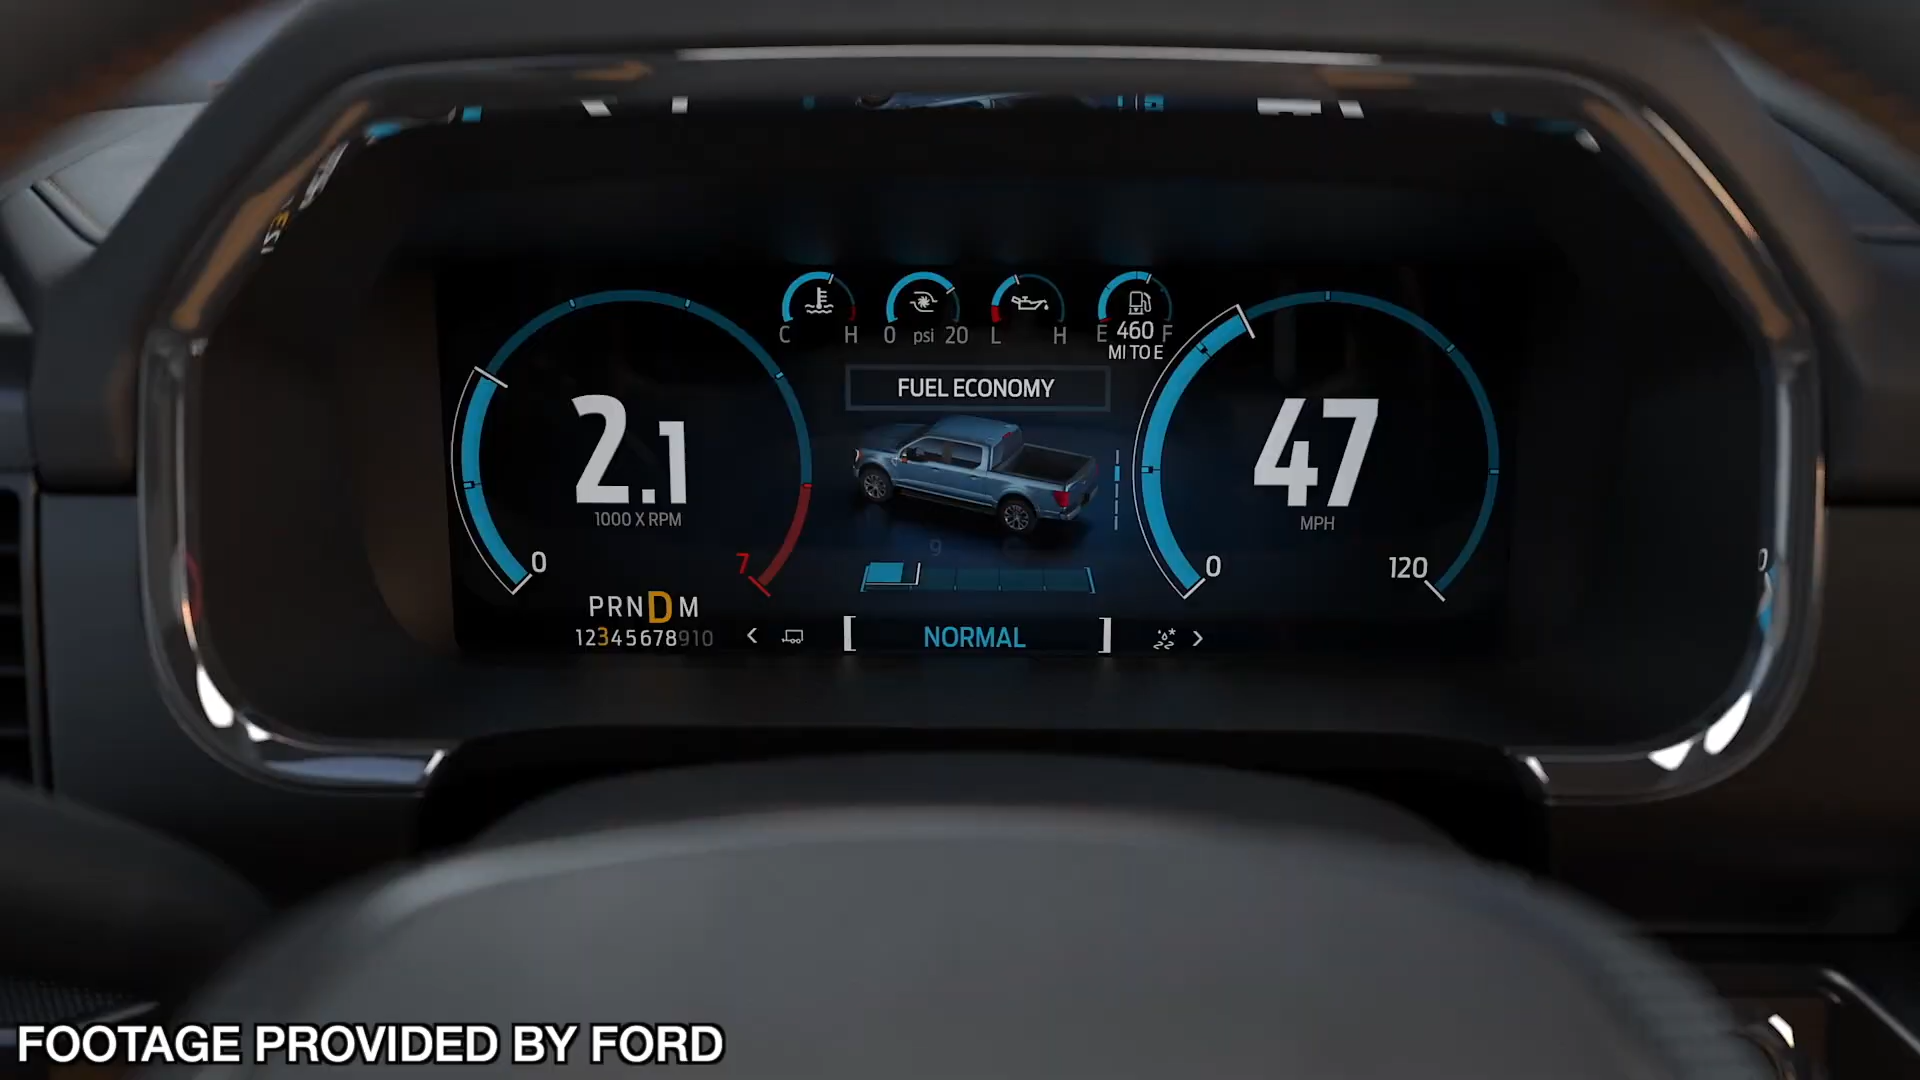 C H
0 psi 20
L H
E 460 F
MI TO E
FUEL ECONOMY
2.1
1000 X RPM
0
7
47
MPH
0
120
9
PRNDM
12345678910
NORMAL
FOOTAGE PROVIDED BY FORD